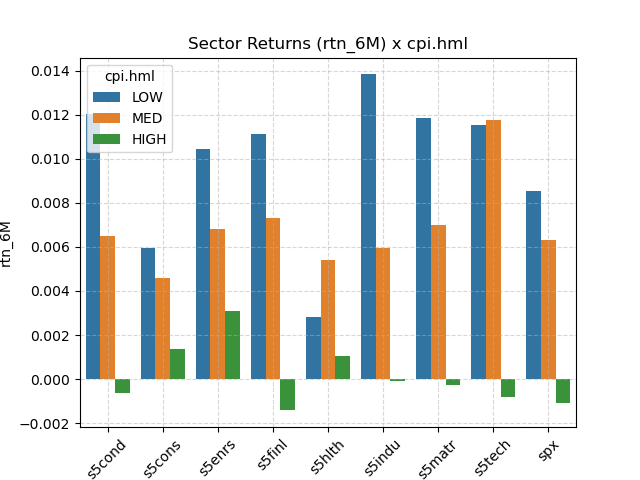 Sector Returns (rtn_6M) x cpi.hml
cpi.hml
LOW
MED
HIGH
0.014
0.012
0.010
0.008
0.006
0.004
0.002
0.000
−0.002
rtn_6M
s5cond
s5cons
s5enrs
s5finl
s5hlth
s5indu
s5matr
s5tech
spx